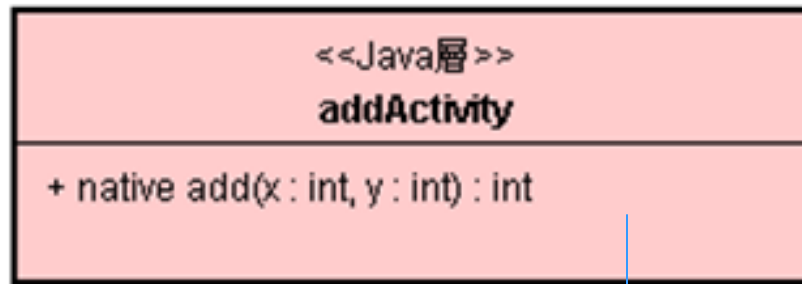 <<Java層>>
addActivity
+ native add(x : int, y : int) : int